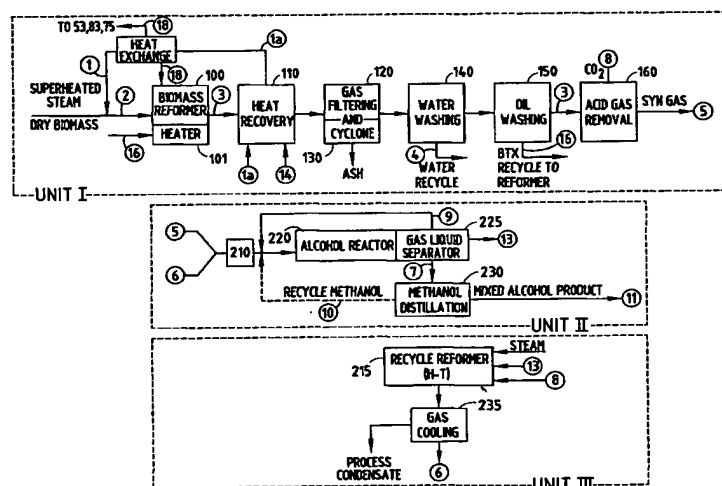 TO 53,83,75
18
HEAT
EXCHANGE
1a
1
18
100
110
120
140
150
CO2
8
160
SUPERHEATED
STEAM
2
BIOMASS
REFORMER
3
HEAT
RECOVERY
GAS
FILTERING
AND
CYCLONE
WATER
WASHING
OIL
WASHING
3
ACID GAS
REMOVAL
SYN GAS
5
DRY BIOMASS
HEATER
16
101
130
1a
14
ASH
4
WATER
RECYCLE
BTX
16
RECYCLE TO
REFORMER
UNIT I
9
225
5
220
ALCOHOL REACTOR
GAS LIQUID
SEPARATOR
13
210
6
7
230
RECYCLE METHANOL
METHANOL
DISTILLATION
MIXED ALCOHOL PRODUCT
10
11
UNIT II
STEAM
215
RECYCLE REFORMER
(H-T)
13
8
235
GAS
COOLING
PROCESS
CONDENSATE
6
UNIT III